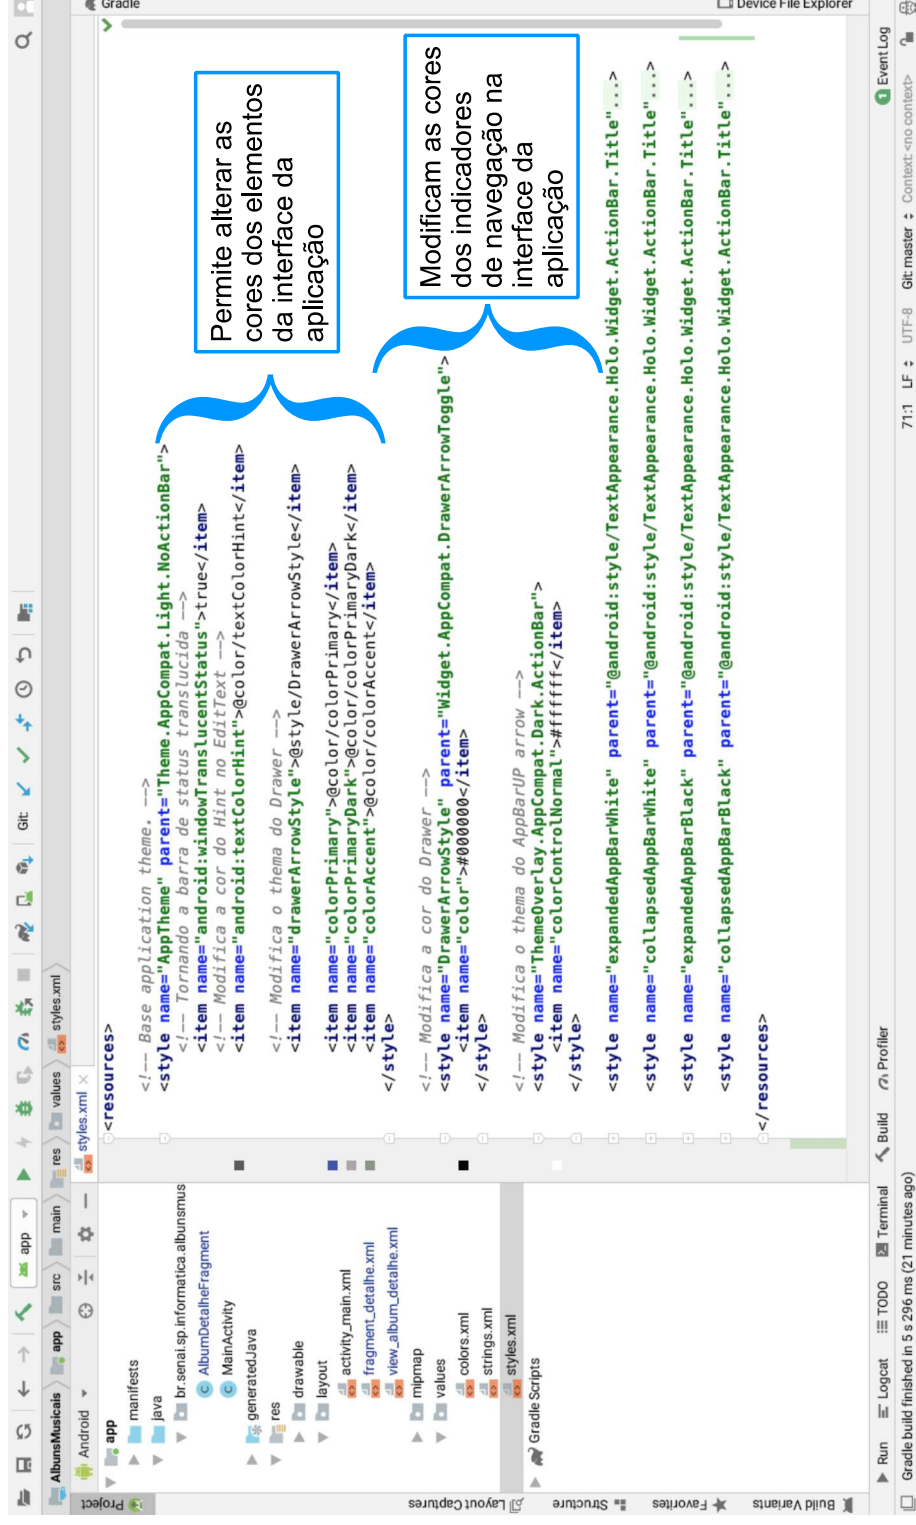 app
Git:
AlbunsMusicais
app
src
main
res
values
styles.xml
Android
styles.xml
Gradle
Project
app
manifests
java
br.senai.sp.informatica.albunsmus
AlbumDetalheFragment
MainActivity
generatedJava
res
drawable
layout
activity_main.xml
fragment_detalhe.xml
view_album_detalhe.xml
mipmap
values
colors.xml
strings.xml
styles.xml
Gradle Scripts
Layout Captures
Structure
Favorites
Build Variants
<resources>
<!-- Base application theme. -->
<style name="AppTheme" parent="Theme.AppCompat.Light.NoActionBar">
<!-- Tornando a barra de status translucida -->
<item name="android:windowTranslucentStatus">true</item>
<!-- Modifica a cor do Hint no EditText -->
<item name="android:textColorHint">@color/textColorHint</item>
<!-- Modifica o thema do Drawer -->
<item name="drawerArrowStyle">@style/DrawerArrowStyle</item>
<item name="colorPrimary">@color/colorPrimary</item>
<item name="colorPrimaryDark">@color/colorPrimaryDark</item>
<item name="colorAccent">@color/colorAccent</item>
</style>
<!-- Modifica a cor do Drawer -->
<style name="DrawerArrowStyle" parent="Widget.AppCompat.DrawerArrowToggle">
<item name="color">#000000</item>
</style>
<!-- Modifica o thema do AppBarUP arrow -->
<style name="ThemeOverlay.AppCompat.Dark.ActionBar">
<item name="colorControlNormal">#ffffff</item>
</style>
<style name="expandedAppBarWhite" parent="@android:style/TextAppearance.Holo.Widget.ActionBar.Title"...>
<style name="collapsedAppBarWhite" parent="@android:style/TextAppearance.Holo.Widget.ActionBar.Title"...>
<style name="expandedAppBarBlack" parent="@android:style/TextAppearance.Holo.Widget.ActionBar.Title"...>
<style name="collapsedAppBarBlack" parent="@android:style/TextAppearance.Holo.Widget.ActionBar.Title"...>
</resources>
Permite alterar as
cores dos elementos
da interface da
aplicação
Modificam as cores
dos indicadores
de navegação na
interface da
aplicação
Device File Explorer
Run
Logcat
TODO
Terminal
Build
Profiler
1 Event Log
Gradle build finished in 5 s 296 ms (21 minutes ago)
71:1
LF
UTF-8
Git: master
Context: <no context>